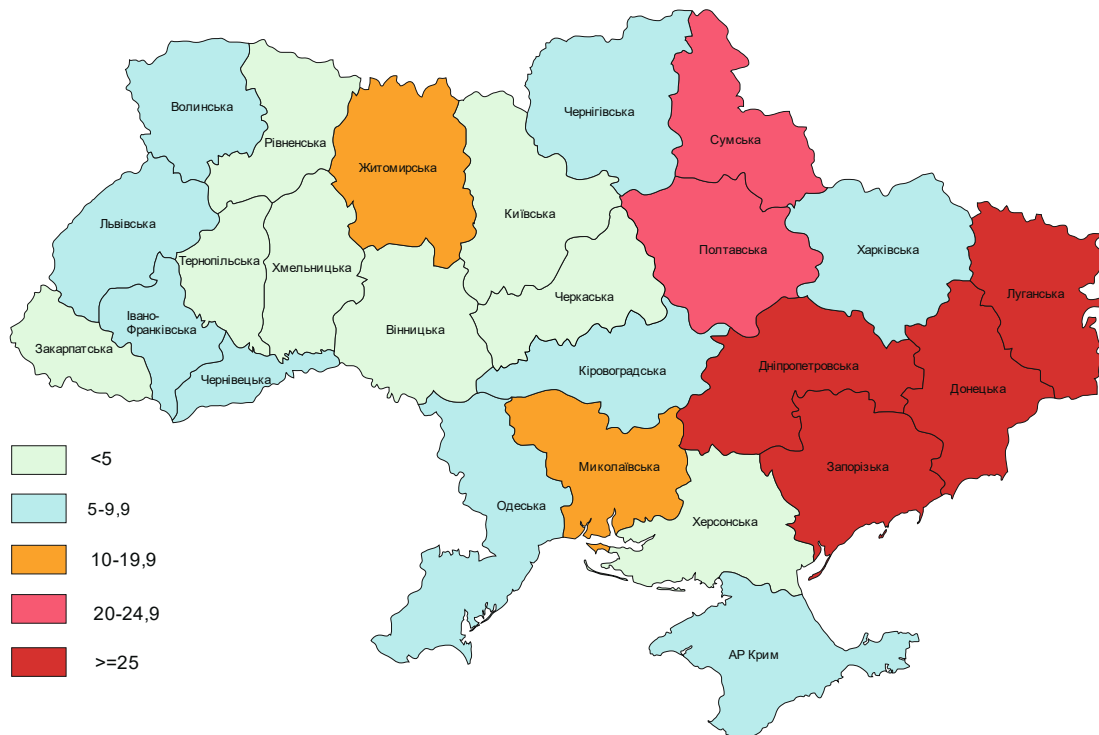 Волинська
Рівненська
Житомирська
Чернігівська
Сумська
Київська
Львівська
Тернопільська
Хмельницька
Полтавська
Харківська
Луганська
Черкаська
Вінницька
Івано-
Франківська
Закарпатська
Чернівецька
Кіровоградська
Дніпропетровська
Донецька
Миколаївська
Запорізька
Одеська
Херсонська
АР Крим
<5
5-9,9
10-19,9
20-24,9
>=25